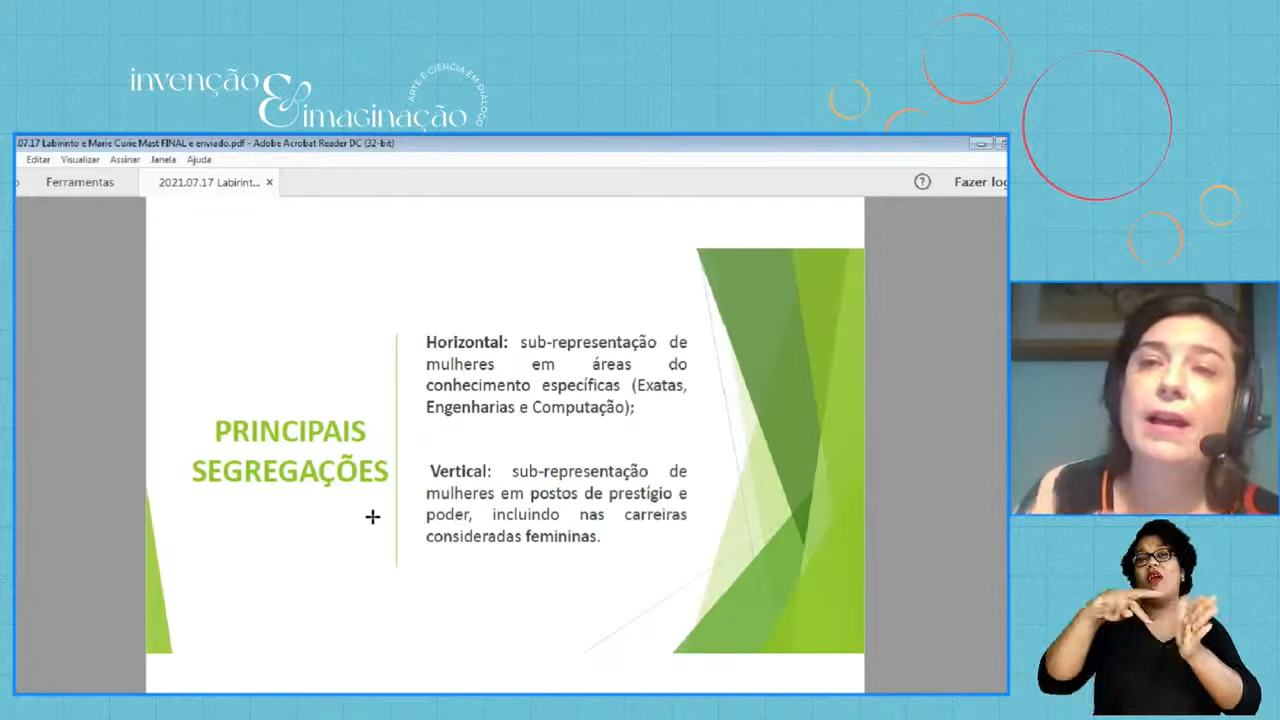 invenção
&
imaginação
ARTE E CIÊNCIA EM DIÁLOGO
.07.17 Labirinto e Marie Curie Mast FINAL e enviado.pdf - Adobe Acrobat Reader DC (32-bit)
Editar Visualizar Assinar Janela Ajuda
Ferramentas
2021.07.17 Labirint... ×
?
Fazer log
PRINCIPAIS
SEGREGAÇÕES
Horizontal: sub-representação de
mulheres em áreas do
conhecimento específicas (Exatas,
Engenharias e Computação);
Vertical: sub-representação de
mulheres em postos de prestígio e
poder, incluindo nas carreiras
consideradas femininas.